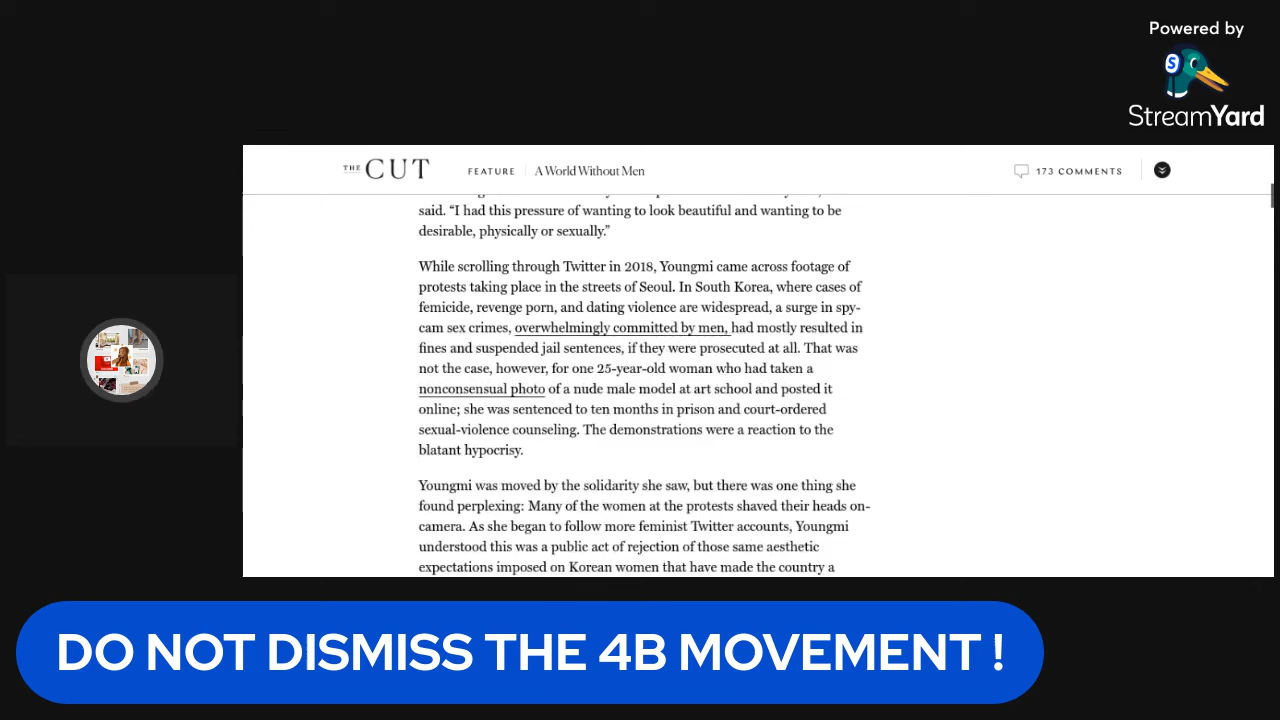 Powered by
StreamYard
THE CUT FEATURE A World Without Men 173 COMMENTS
said. “I had this pressure of wanting to look beautiful and wanting to be
desirable, physically or sexually.”
While scrolling through Twitter in 2018, Youngmi came across footage of
protests taking place in the streets of Seoul. In South Korea, where cases of
femicide, revenge porn, and dating violence are widespread, a surge in spy-
cam sex crimes, overwhelmingly committed by men, had mostly resulted in
fines and suspended jail sentences, if they were prosecuted at all. That was
not the case, however, for one 25-year-old woman who had taken a
nonconsensual photo of a nude male model at art school and posted it
online; she was sentenced to ten months in prison and court-ordered
sexual-violence counseling. The demonstrations were a reaction to the
blatant hypocrisy.
Youngmi was moved by the solidarity she saw, but there was one thing she
found perplexing: Many of the women at the protests shaved their heads on-
camera. As she began to follow more feminist Twitter accounts, Youngmi
understood this was a public act of rejection of those same aesthetic
expectations imposed on Korean women that have made the country a
DO NOT DISMISS THE 4B MOVEMENT !